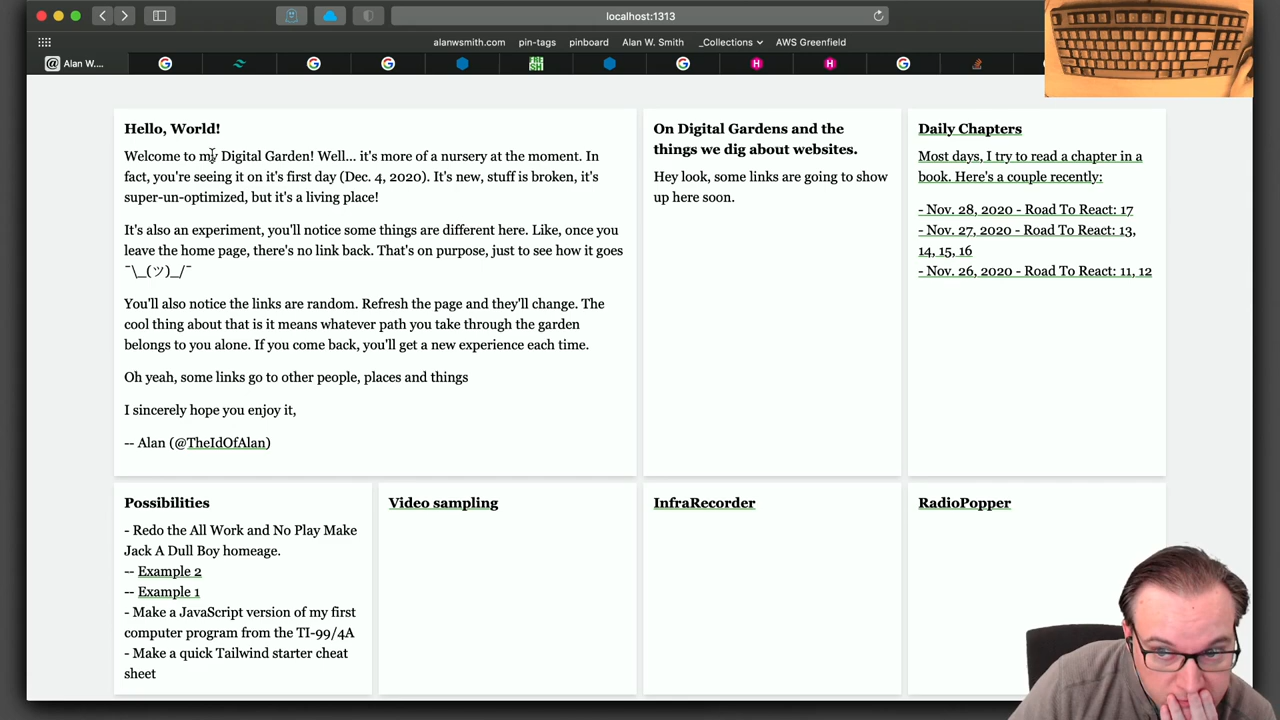 localhost:1313
alanwsmith.com pin-tags pinboard Alan W. Smith _Collections AWS Greenfield
Alan W....
Hello, World!
Welcome to my Digital Garden! Well... it's more of a nursery at the moment. In
fact, you're seeing it on it's first day (Dec. 4, 2020). It's new, stuff is broken, it's
super-un-optimized, but it's a living place!
It's also an experiment, you'll notice some things are different here. Like, once you
leave the home page, there's no link back. That's on purpose, just to see how it goes
¯\_(ツ)_/¯
You'll also notice the links are random. Refresh the page and they'll change. The
cool thing about that is it means whatever path you take through the garden
belongs to you alone. If you come back, you'll get a new experience each time.
Oh yeah, some links go to other people, places and things
I sincerely hope you enjoy it,
-- Alan (@TheIdOfAlan)
On Digital Gardens and the
things we dig about websites.
Hey look, some links are going to show
up here soon.
Daily Chapters
Most days, I try to read a chapter in a
book. Here's a couple recently:
- Nov. 28, 2020 - Road To React: 17
- Nov. 27, 2020 - Road To React: 13,
14, 15, 16
- Nov. 26, 2020 - Road To React: 11, 12
Possibilities
- Redo the All Work and No Play Make
Jack A Dull Boy homeage.
-- Example 2
-- Example 1
- Make a JavaScript version of my first
computer program from the TI-99/4A
- Make a quick Tailwind starter cheat
sheet
Video sampling
InfraRecorder
RadioPopper